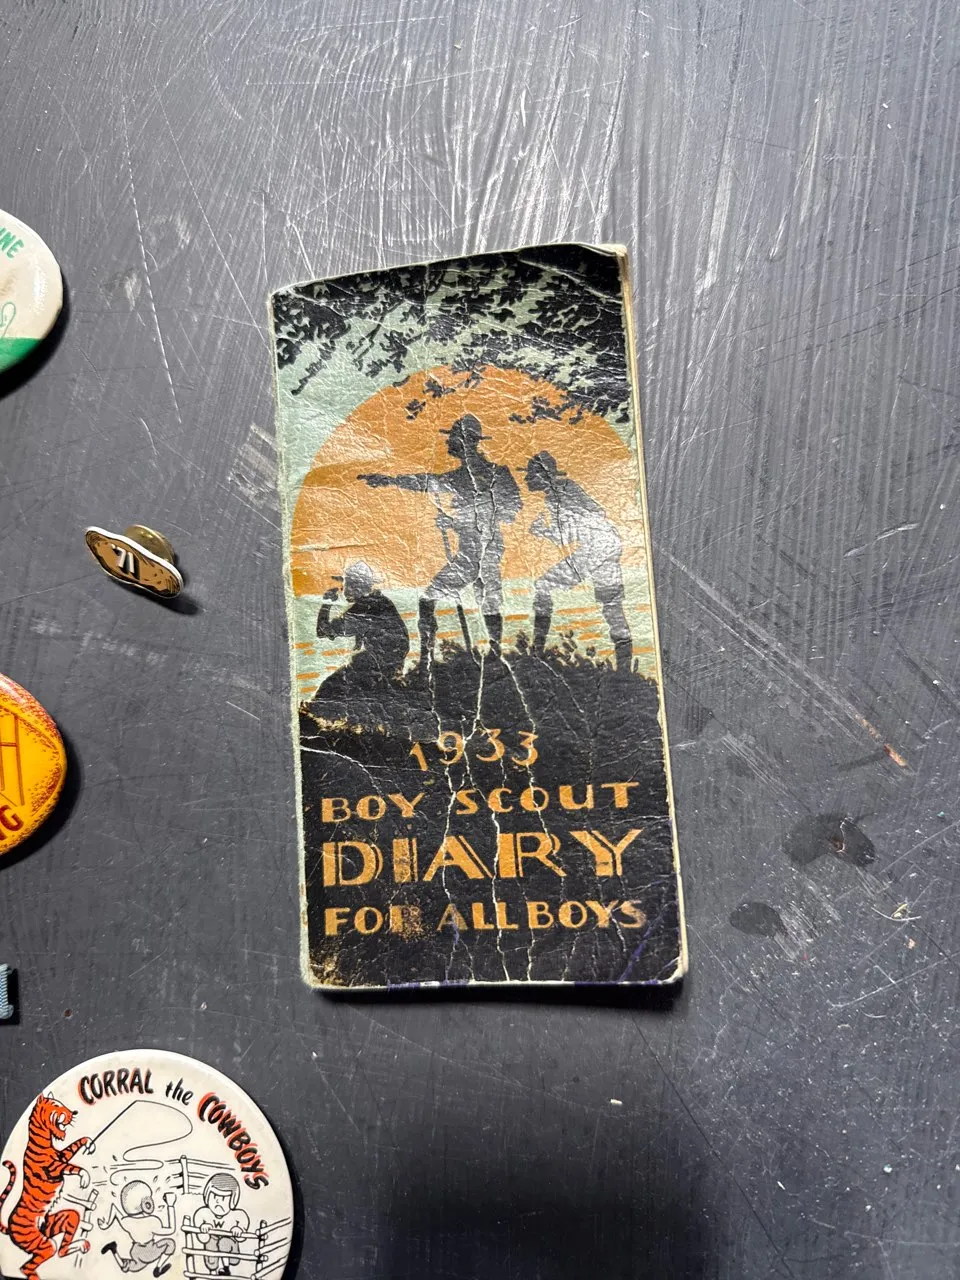 71
1933
BOY SCOUT
DIARY
FOR ALL BOYS
CORRAL the COWBOYS
W